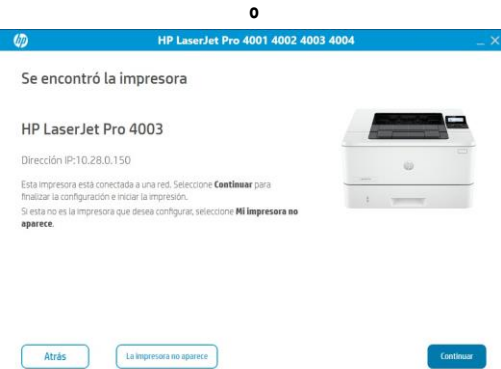 0
hp HP LaserJet Pro 4001 4002 4003 4004
Se encontró la impresora
HP LaserJet Pro 4003
Dirección IP:10.28.0.150
Esta impresora está conectada a una red. Seleccione Continuar para
finalizar la configuración e iniciar la impresión.
Si esta no es la impresora que desea configurar, seleccione Mi impresora no
aparece.
Atrás La impresora no aparece Continuar